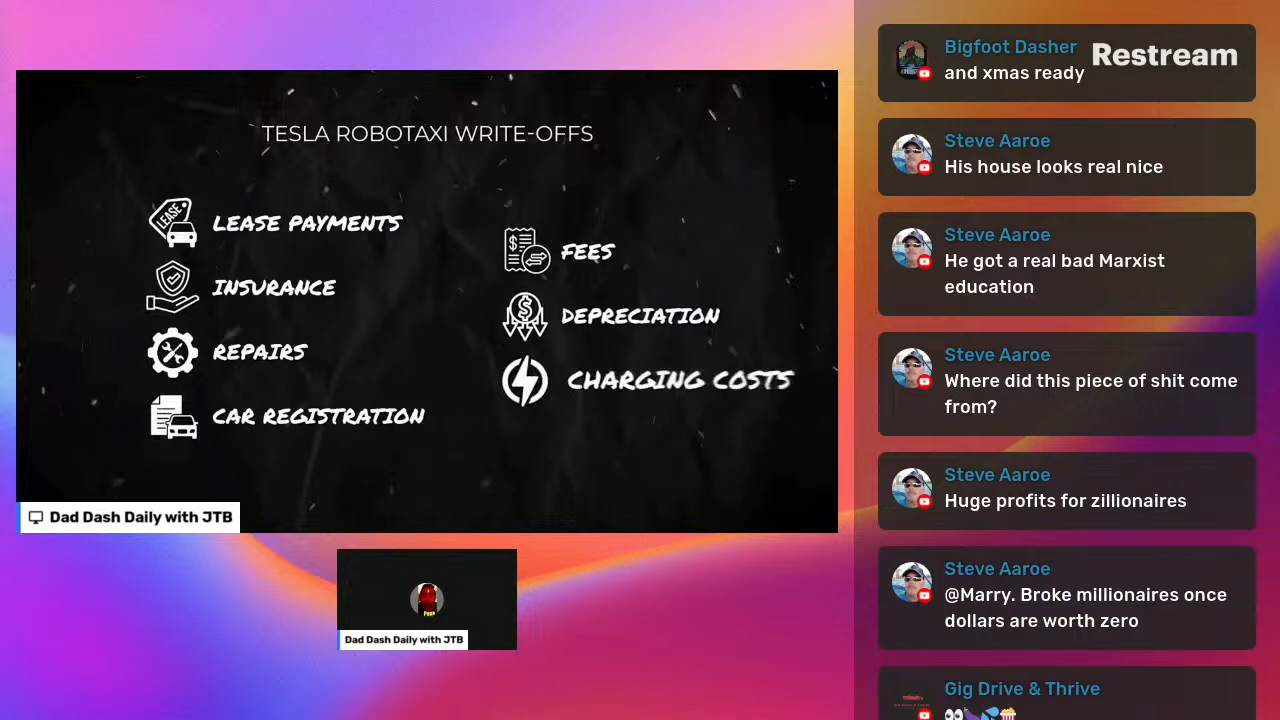 TESLA ROBOTAXI WRITE-OFFS
LEASE
LEASE PAYMENTS
INSURANCE
REPAIRS
CAR REGISTRATION
FEES
DEPRECIATION
CHARGING COSTS
Dad Dash Daily with JTB
Dad Dash Daily with JTB
Restream
Bigfoot Dasher
and xmas ready
Steve Aaroe
His house looks real nice
Steve Aaroe
He got a real bad Marxist
education
Steve Aaroe
Where did this piece of shit come
from?
Steve Aaroe
Huge profits for zillionaires
Steve Aaroe
@Marry. Broke millionaires once
dollars are worth zero
Gig Drive & Thrive
👀🍆💦🍿